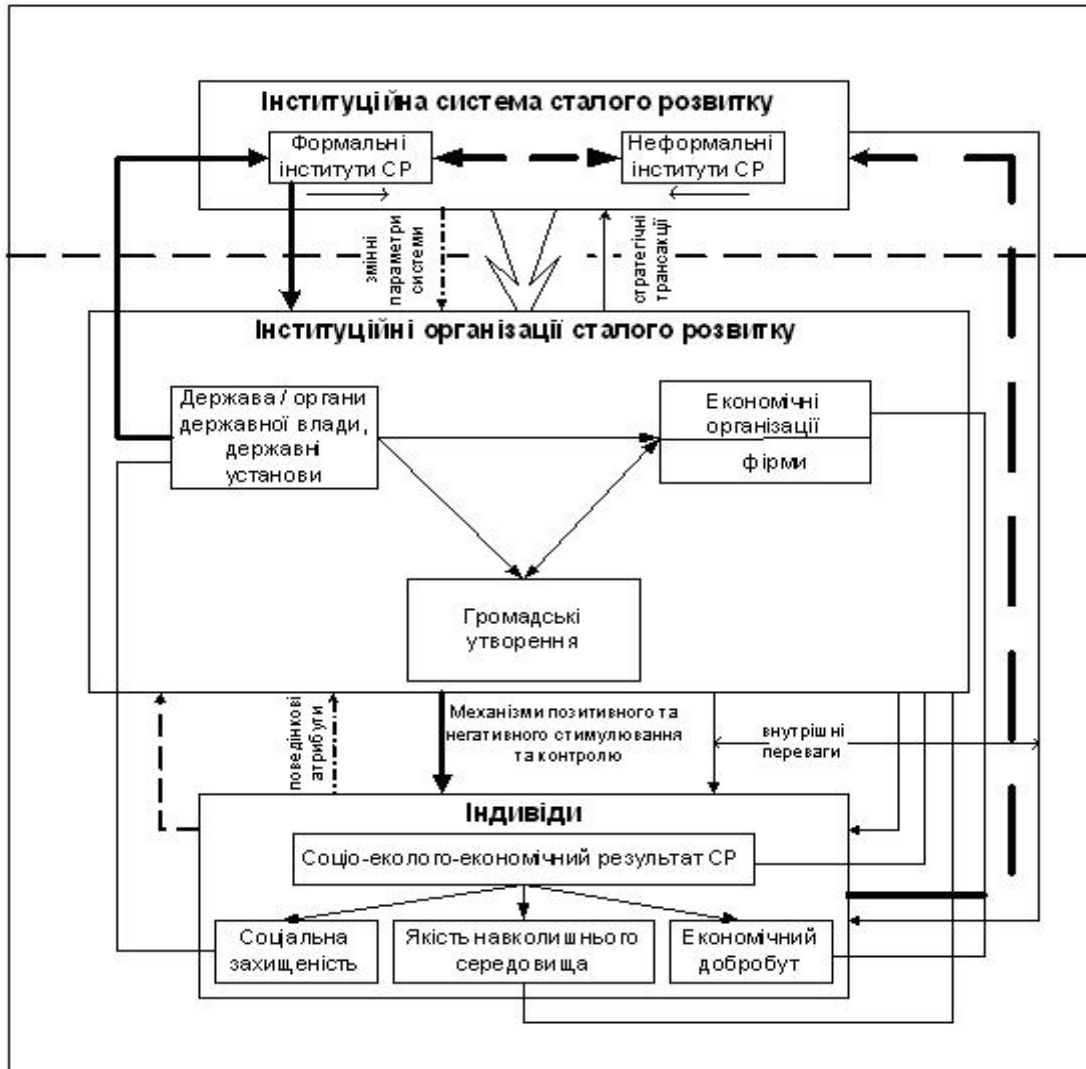 Інституційна система сталого розвитку
Формальні
інститути СР
Неформальні
інститути СР
змінні
параметри
системи
стратегічні
трансакції
Інституційні організації сталого розвитку
Держава / органи
державної влади,
державні
установи
Економічні
організації
фірми
Громадські
утворення
поведінкові
атрибути
Механізми позитивного та
негативного стимулювання
та контролю
внутрішні
переваги
Індивіди
Соціо-еколого-економічний результат СР
Соціальна
захищеність
Якість навколишнього
середовища
Економічний
добробут